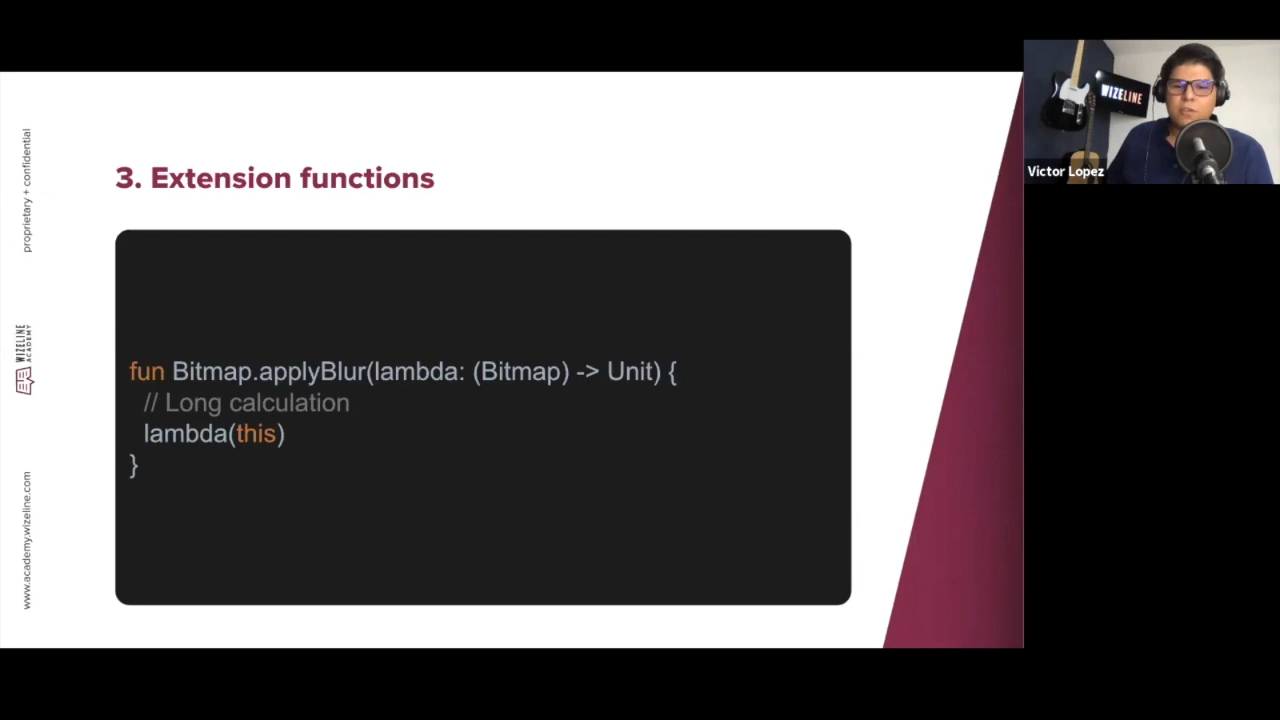 proprietary + confidential
WIZELINE
ACADEMY
www.academy.wizeline.com
3. Extension functions
fun Bitmap.applyBlur(lambda: (Bitmap) -> Unit) {
// Long calculation
lambda(this)
}
WIZELINE
Victor Lopez